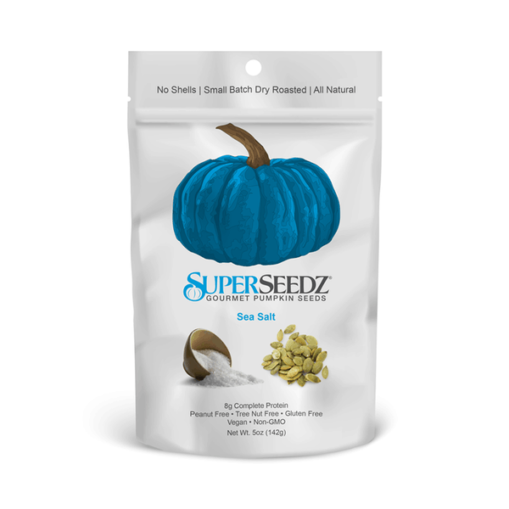 No Shells | Small Batch Dry Roasted | All Natural
SUPERSEEDZ®
GOURMET PUMPKIN SEEDS
Sea Salt
8g Complete Protein
Peanut Free • Tree Nut Free • Gluten Free
Vegan • Non-GMO
Net Wt. 5oz (142g)